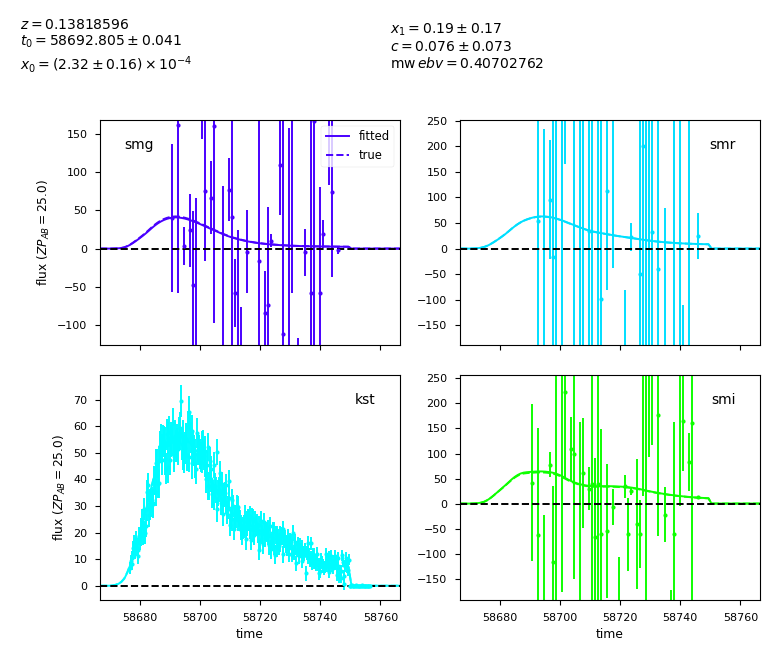 z = 0.13818596
t₀ = 58692.805 ± 0.041
x₀ = (2.32 ± 0.16) × 10⁻⁴
x₁ = 0.19 ± 0.17
c = 0.076 ± 0.073
mw ebv = 0.40702762
smg
fitted
true
150
100
50
0
−50
−100
flux (ZP_AB = 25.0)
smr
250
200
150
100
50
0
−50
−100
−150
kst
70
60
50
40
30
20
10
0
flux (ZP_AB = 25.0)
58680 58700 58720 58740 58760
time
smi
250
200
150
100
50
0
−50
−100
−150
58680 58700 58720 58740 58760
time